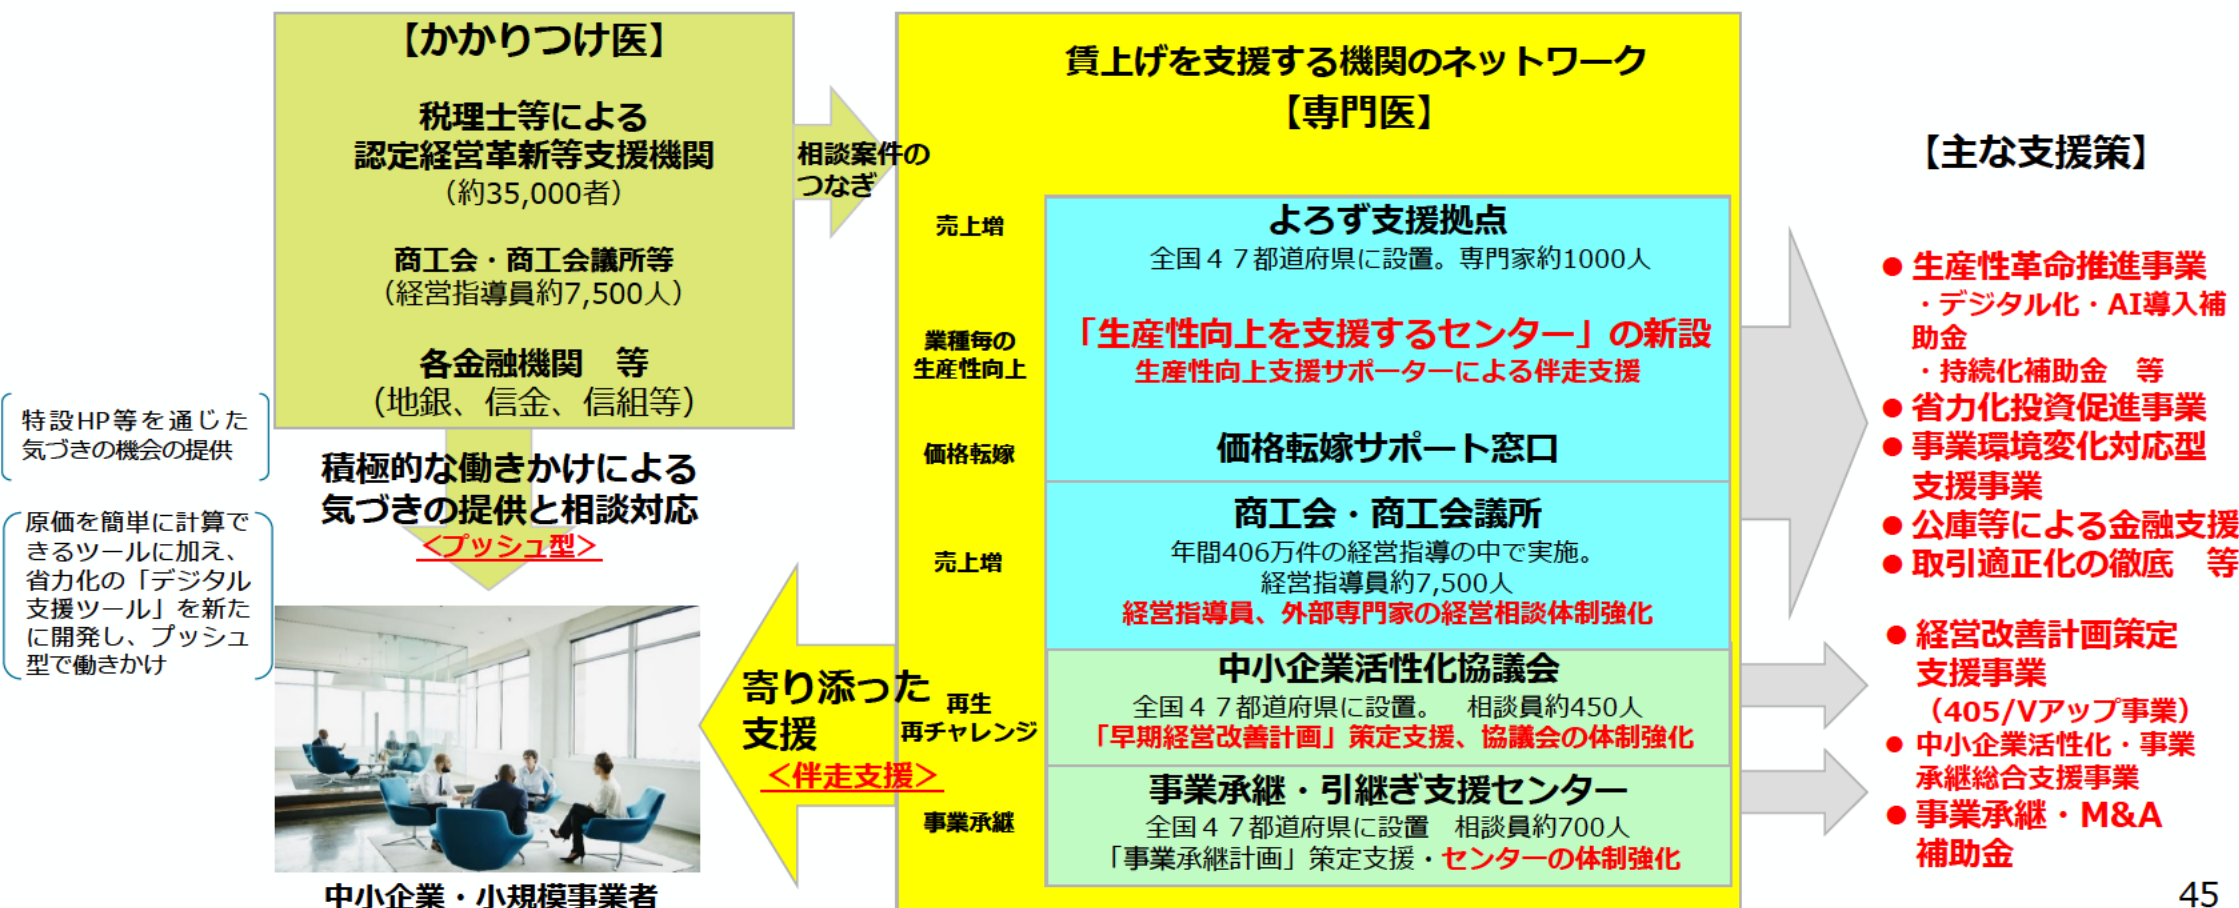 【かかりつけ医】
税理士等による
認定経営革新等支援機関
（約35,000者）
商工会・商工会議所等
（経営指導員約7,500人）
各金融機関　等
（地銀、信金、信組等）
特設HP等を通じた
気づきの機会の提供
原価を簡単に計算で
きるツールに加え、
省力化の「デジタル
支援ツール」を新た
に開発し、プッシュ
型で働きかけ
積極的な働きかけによる
気づきの提供と相談対応
＜プッシュ型＞
中小企業・小規模事業者
相談案件の
つなぎ
寄り添った
支援
＜伴走支援＞
賃上げを支援する機関のネットワーク
【専門医】
売上増
よろず支援拠点
全国４７都道府県に設置。専門家約1000人
業種毎の
生産性向上
「生産性向上を支援するセンター」の新設
生産性向上支援サポーターによる伴走支援
価格転嫁
価格転嫁サポート窓口
売上増
商工会・商工会議所
年間406万件の経営指導の中で実施。
経営指導員約7,500人
経営指導員、外部専門家の経営相談体制強化
再生
再チャレンジ
中小企業活性化協議会
全国４７都道府県に設置。　相談員約450人
「早期経営改善計画」策定支援、協議会の体制強化
事業承継
事業承継・引継ぎ支援センター
全国４７都道府県に設置　相談員約700人
「事業承継計画」策定支援・センターの体制強化
【主な支援策】
● 生産性革命推進事業
・デジタル化・AI導入補
助金
・持続化補助金　等
● 省力化投資促進事業
● 事業環境変化対応型
支援事業
● 公庫等による金融支援
● 取引適正化の徹底　等
● 経営改善計画策定
支援事業
（405/Vアップ事業）
● 中小企業活性化・事業
承継総合支援事業
● 事業承継・M&A
補助金
45